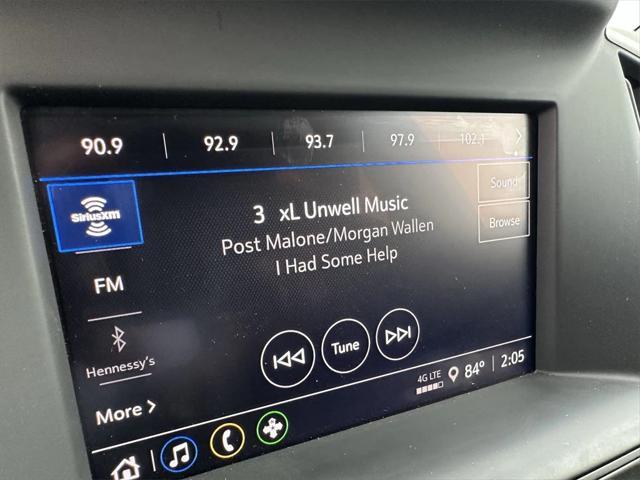 90.9 92.9 93.7 97.9 102.1
SiriusXM
3 xL Unwell Music
Sound
Post Malone/Morgan Wallen
Browse
I Had Some Help
FM
Hennessy's
Tune
More
4G LTE 84° 2:05